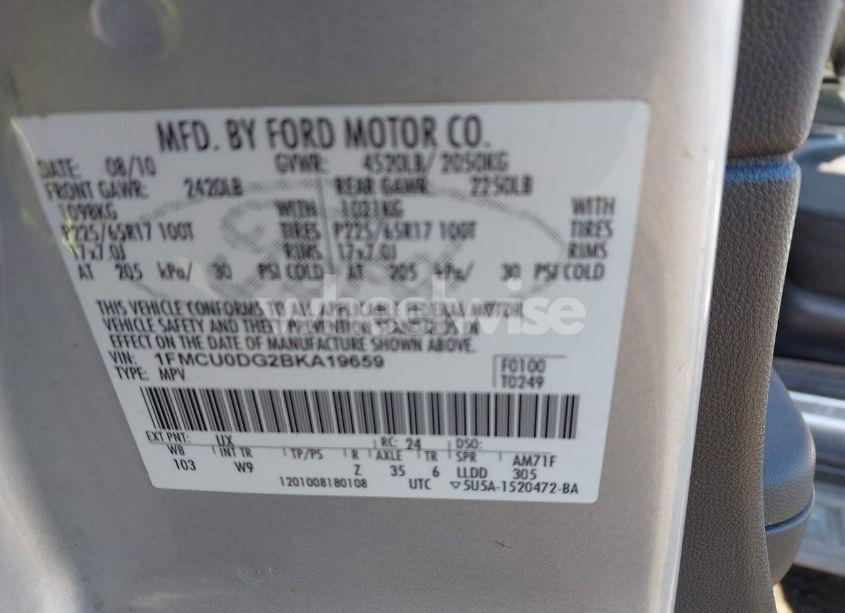 MFD. BY FORD MOTOR CO.
DATE: 08/10 GVWR: 4520LB/ 2050KG
FRONT GAWR: 2420LB REAR GAWR: 2250LB
1098KG WITH 1021KG WITH
P225/65R17 100T TIRES P225/65R17 100T TIRES
17x7.0J RIMS 17x7.0J RIMS
AT 205 kPa/ 30 PSI COLD AT 205 kPa/ 30 PSI COLD
THIS VEHICLE CONFORMS TO ALL APPLICABLE FEDERAL MOTOR
VEHICLE SAFETY AND THEFT PREVENTION STANDARDS IN
EFFECT ON THE DATE OF MANUFACTURE SHOWN ABOVE.
VIN: 1FMCU0DG2BKA19659
TYPE: MPV
F0100
T0249
EXT PNT: UX RC: 24 DSO:
WB INT TR TP/PS R AXLE TR SPR AM71F
103 W9 Z 35 6 LLDD 305
1201008180108 UTC ▽5U5A-1520472-BA
wheelwise